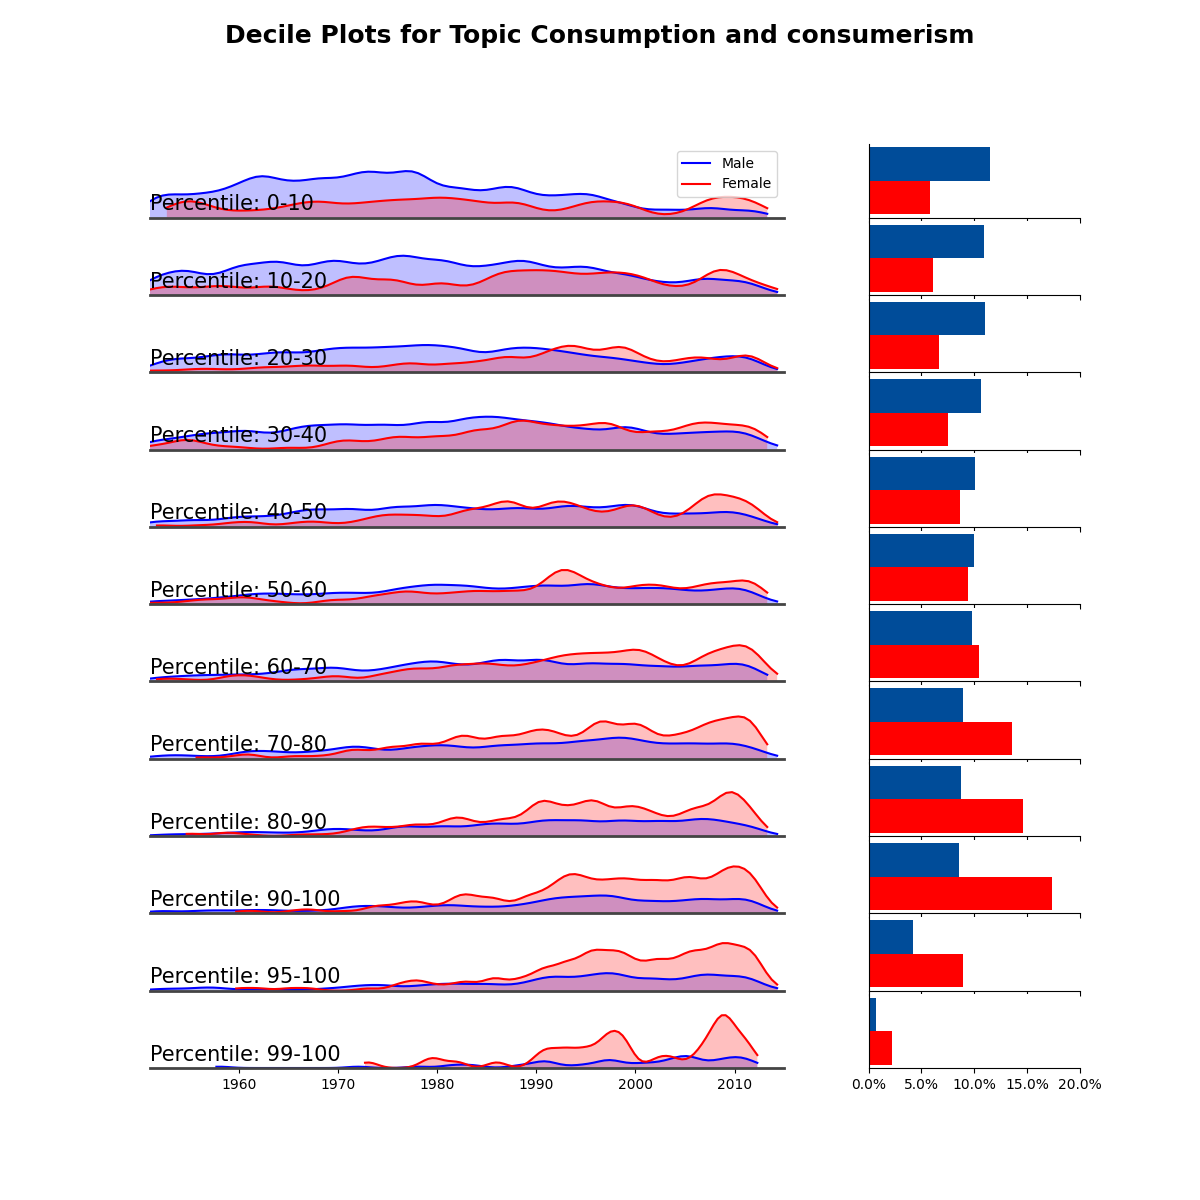 Decile Plots for Topic Consumption and consumerism
Male
Female
Percentile: 0-10
Percentile: 10-20
Percentile: 20-30
Percentile: 30-40
Percentile: 40-50
Percentile: 50-60
Percentile: 60-70
Percentile: 70-80
Percentile: 80-90
Percentile: 90-100
Percentile: 95-100
Percentile: 99-100
1960 1970 1980 1990 2000 2010
0.0% 5.0% 10.0% 15.0% 20.0%